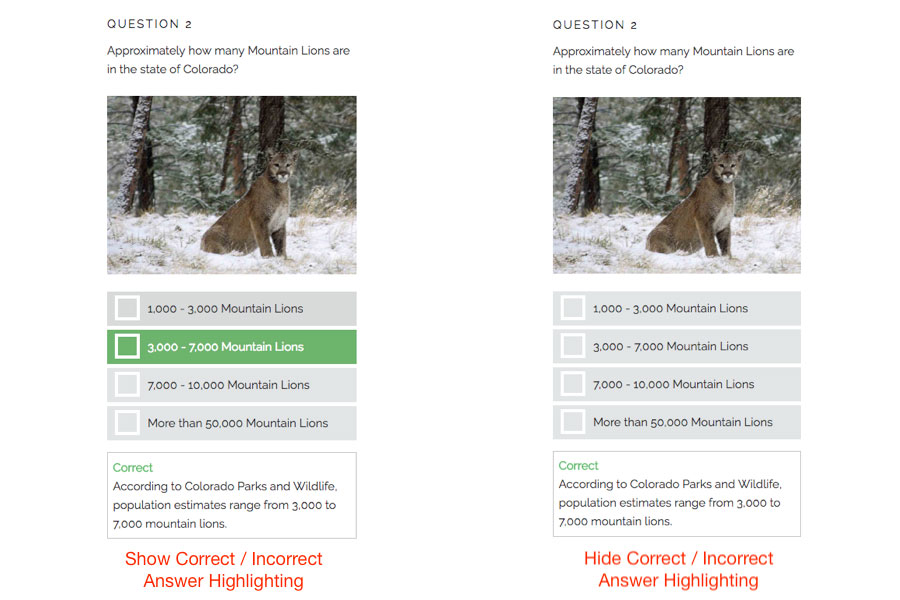 QUESTION 2
Approximately how many Mountain Lions are
in the state of Colorado?
1,000 - 3,000 Mountain Lions
3,000 - 7,000 Mountain Lions
7,000 - 10,000 Mountain Lions
More than 50,000 Mountain Lions
Correct
According to Colorado Parks and Wildlife,
population estimates range from 3,000 to
7,000 mountain lions.
Show Correct / Incorrect
Answer Highlighting
QUESTION 2
Approximately how many Mountain Lions are
in the state of Colorado?
1,000 - 3,000 Mountain Lions
3,000 - 7,000 Mountain Lions
7,000 - 10,000 Mountain Lions
More than 50,000 Mountain Lions
Correct
According to Colorado Parks and Wildlife,
population estimates range from 3,000 to
7,000 mountain lions.
Hide Correct / Incorrect
Answer Highlighting